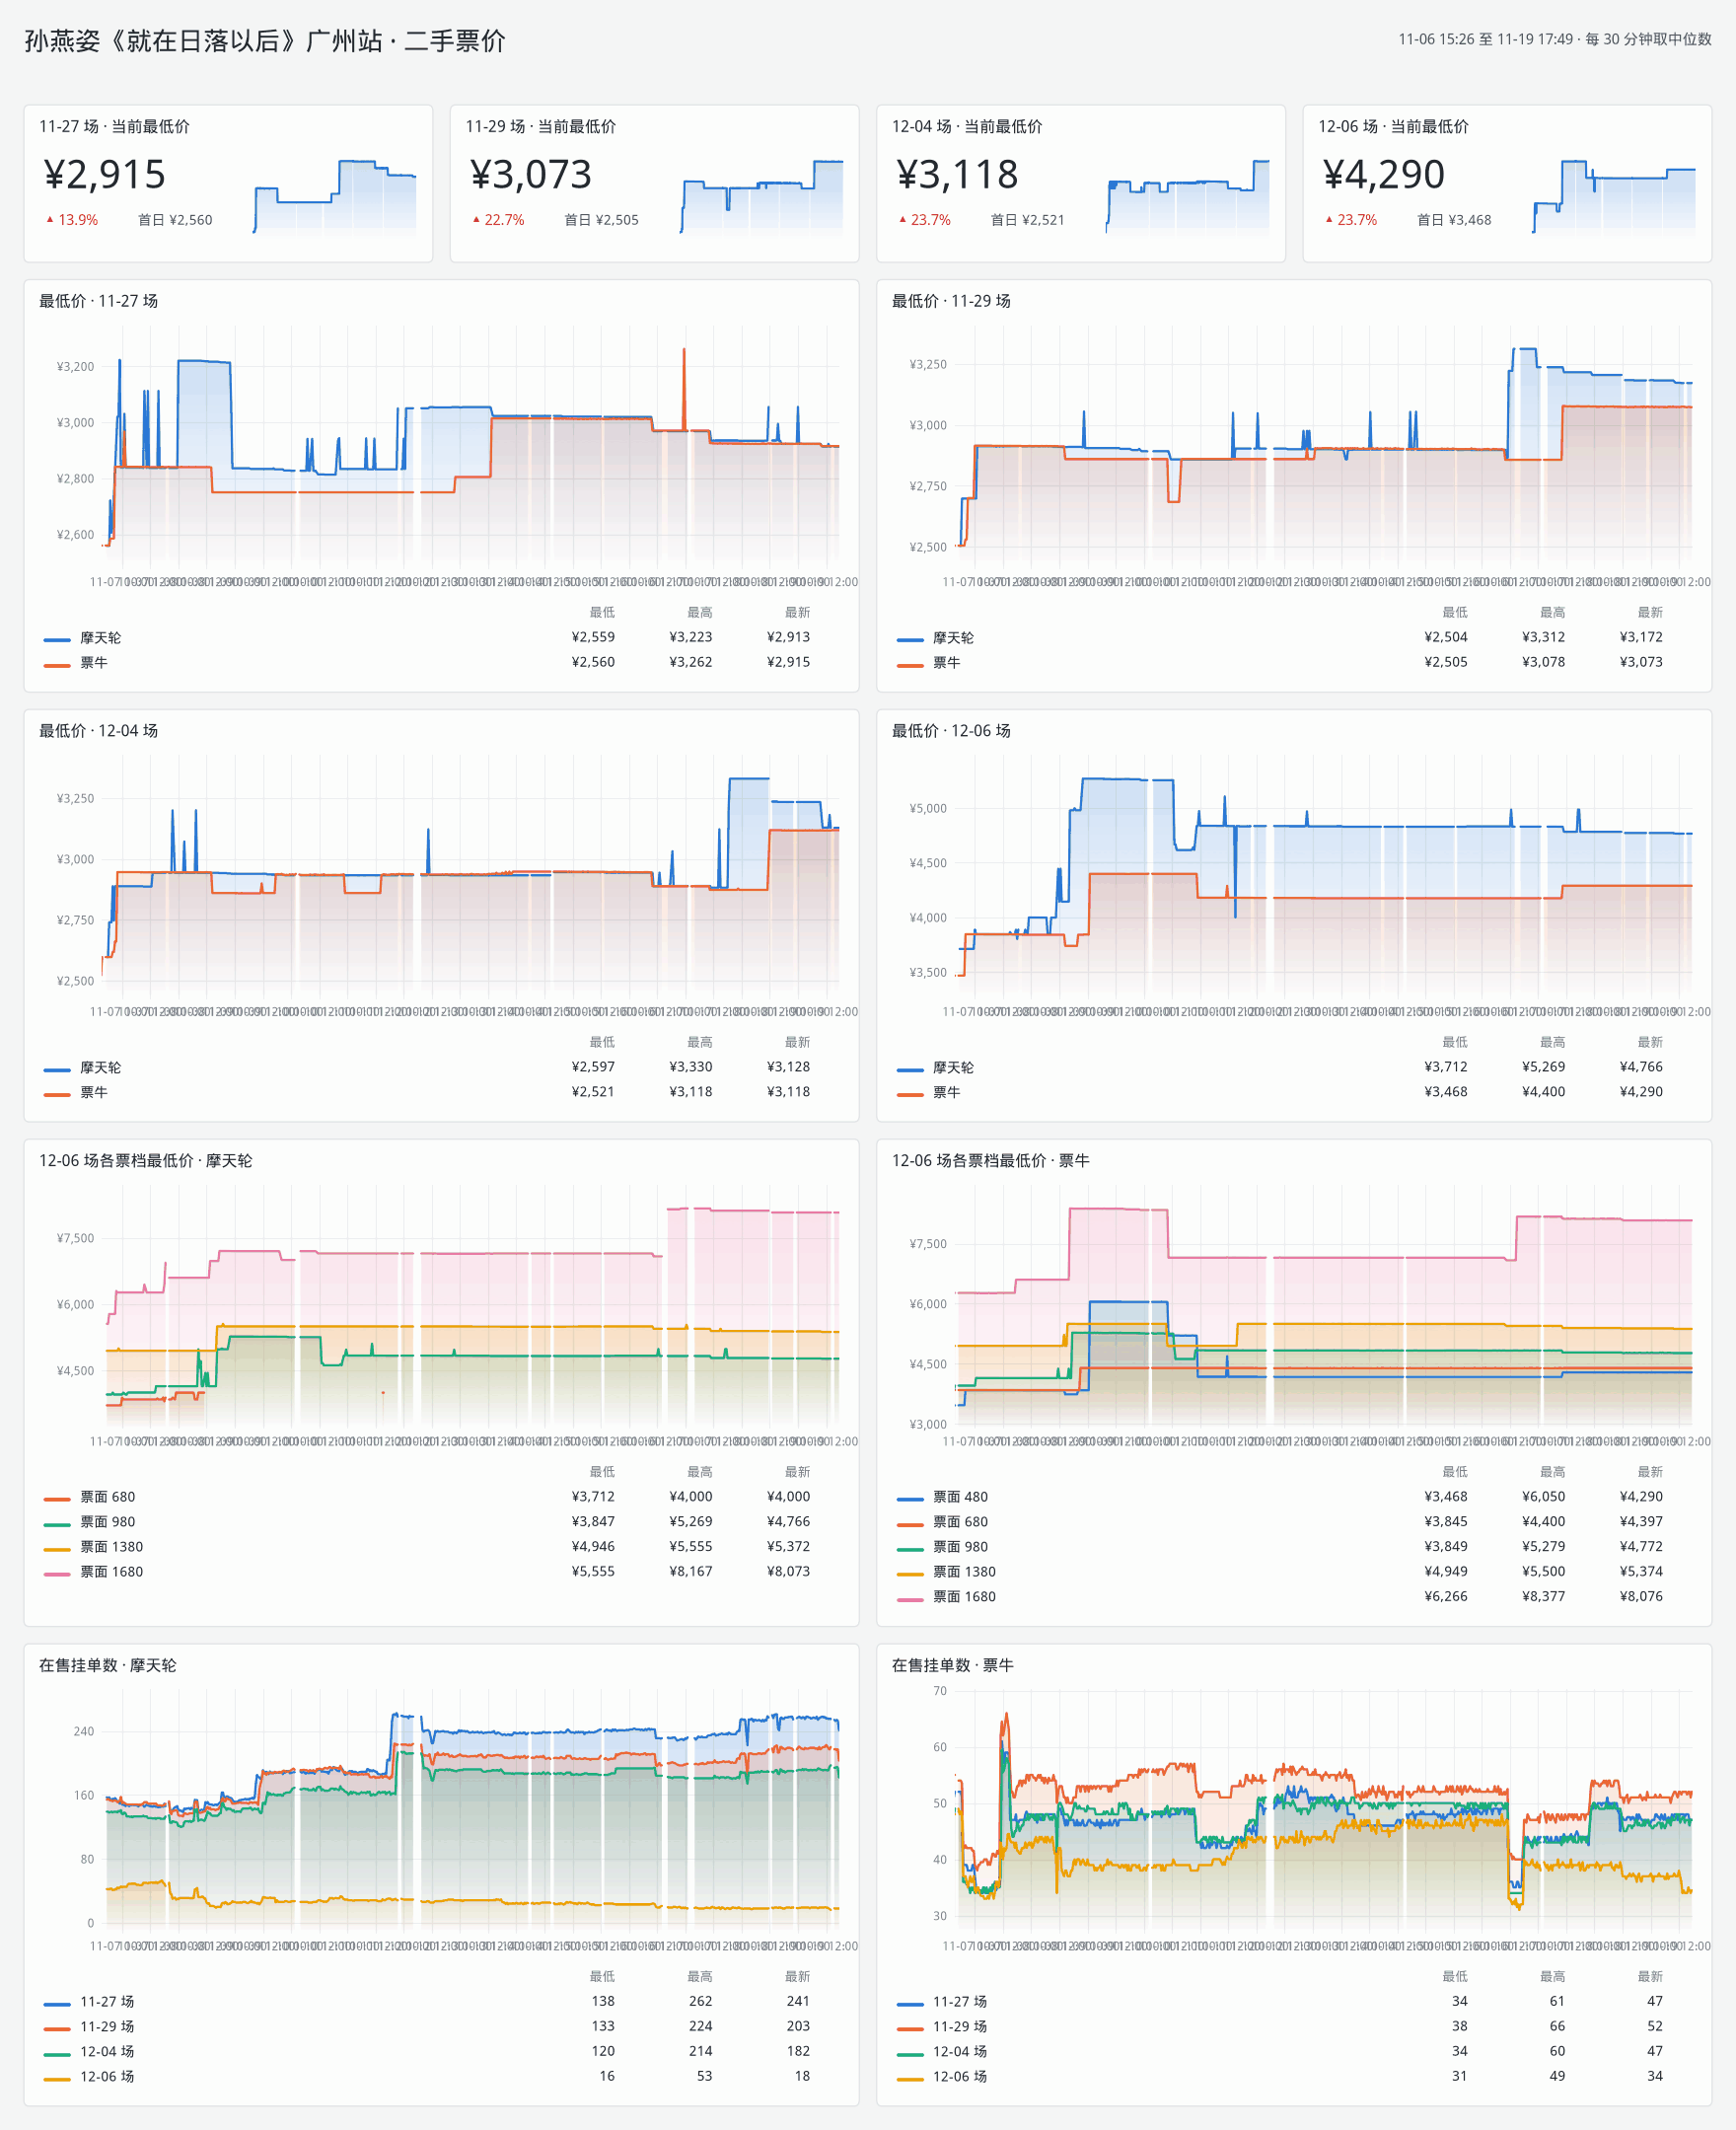 孙燕姿《就在日落以后》广州站 · 二手票价
11-06 15:26 至 11-19 17:49 · 每 30 分钟取中位数
11-27 场 · 当前最低价
¥2,915
▲ 13.9% 首日 ¥2,560
11-29 场 · 当前最低价
¥3,073
▲ 22.7% 首日 ¥2,505
12-04 场 · 当前最低价
¥3,118
▲ 23.7% 首日 ¥2,521
12-06 场 · 当前最低价
¥4,290
▲ 23.7% 首日 ¥3,468
最低价 · 11-27 场
¥3,200
¥3,000
¥2,800
¥2,600
最低 最高 最新
摩天轮 ¥2,559 ¥3,223 ¥2,913
票牛 ¥2,560 ¥3,262 ¥2,915
最低价 · 11-29 场
¥3,250
¥3,000
¥2,750
¥2,500
最低 最高 最新
摩天轮 ¥2,504 ¥3,312 ¥3,172
票牛 ¥2,505 ¥3,078 ¥3,073
最低价 · 12-04 场
¥3,250
¥3,000
¥2,750
¥2,500
最低 最高 最新
摩天轮 ¥2,597 ¥3,330 ¥3,128
票牛 ¥2,521 ¥3,118 ¥3,118
最低价 · 12-06 场
¥5,000
¥4,500
¥4,000
¥3,500
最低 最高 最新
摩天轮 ¥3,712 ¥5,269 ¥4,766
票牛 ¥3,468 ¥4,400 ¥4,290
12-06 场各票档最低价 · 摩天轮
¥7,500
¥6,000
¥4,500
最低 最高 最新
票面 680 ¥3,712 ¥4,000 ¥4,000
票面 980 ¥3,847 ¥5,269 ¥4,766
票面 1380 ¥4,946 ¥5,555 ¥5,372
票面 1680 ¥5,555 ¥8,167 ¥8,073
12-06 场各票档最低价 · 票牛
¥7,500
¥6,000
¥4,500
¥3,000
最低 最高 最新
票面 480 ¥3,468 ¥6,050 ¥4,290
票面 680 ¥3,845 ¥4,400 ¥4,397
票面 980 ¥3,849 ¥5,279 ¥4,772
票面 1380 ¥4,949 ¥5,500 ¥5,374
票面 1680 ¥6,266 ¥8,377 ¥8,076
在售挂单数 · 摩天轮
240
160
80
0
最低 最高 最新
11-27 场 138 262 241
11-29 场 133 224 203
12-04 场 120 214 182
12-06 场 16 53 18
在售挂单数 · 票牛
70
60
50
40
30
最低 最高 最新
11-27 场 34 61 47
11-29 场 38 66 52
12-04 场 34 60 47
12-06 场 31 49 34